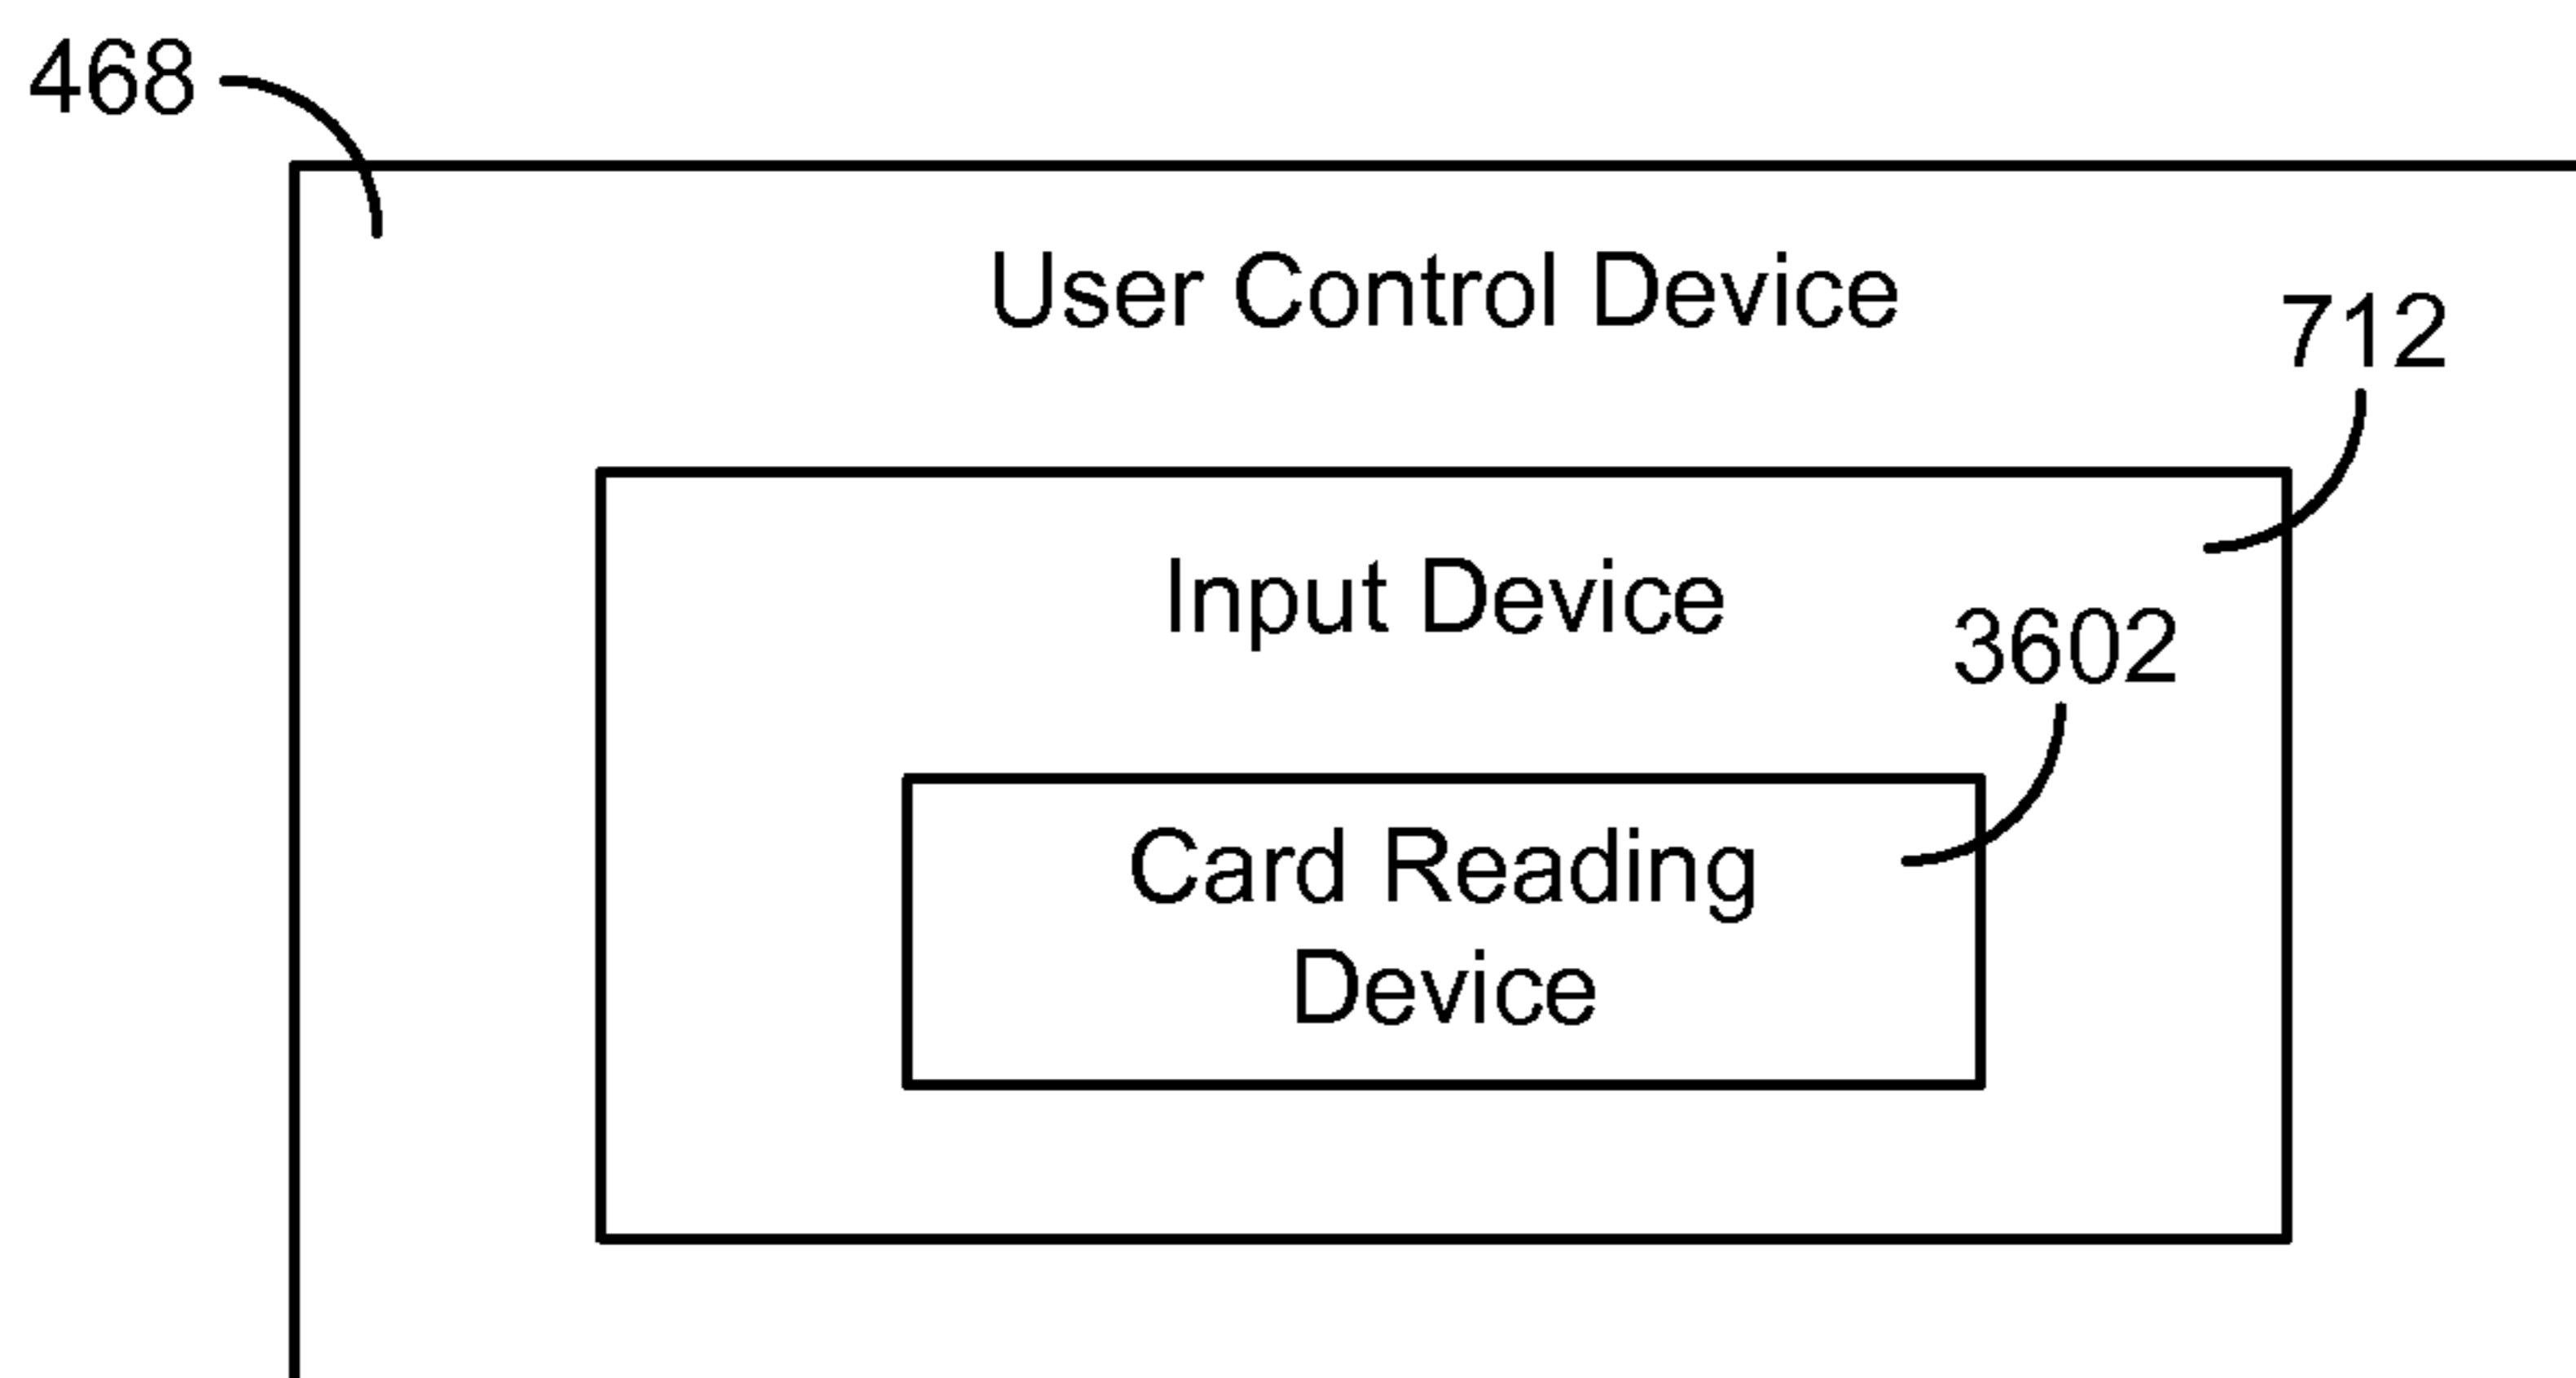 468
User Control Device
712
Input Device
3602
Card Reading
Device